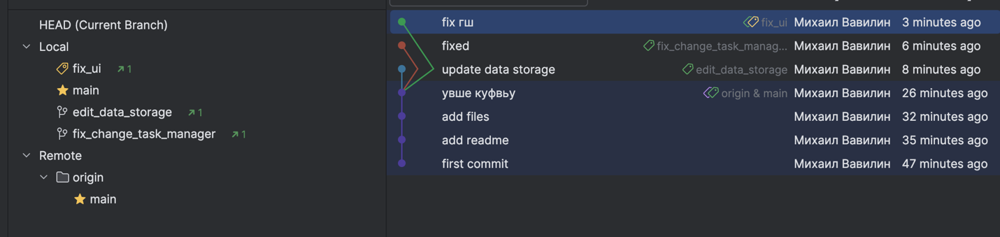 HEAD (Current Branch)
Local
fix_ui 1
main
edit_data_storage 1
fix_change_task_manager 1
Remote
origin
main
fix гш fix_ui Михаил Вавилин 3 minutes ago
fixed fix_change_task_manag... Михаил Вавилин 6 minutes ago
update data storage edit_data_storage Михаил Вавилин 8 minutes ago
увше куфвьу origin & main Михаил Вавилин 26 minutes ago
add files Михаил Вавилин 32 minutes ago
add readme Михаил Вавилин 35 minutes ago
first commit Михаил Вавилин 47 minutes ago